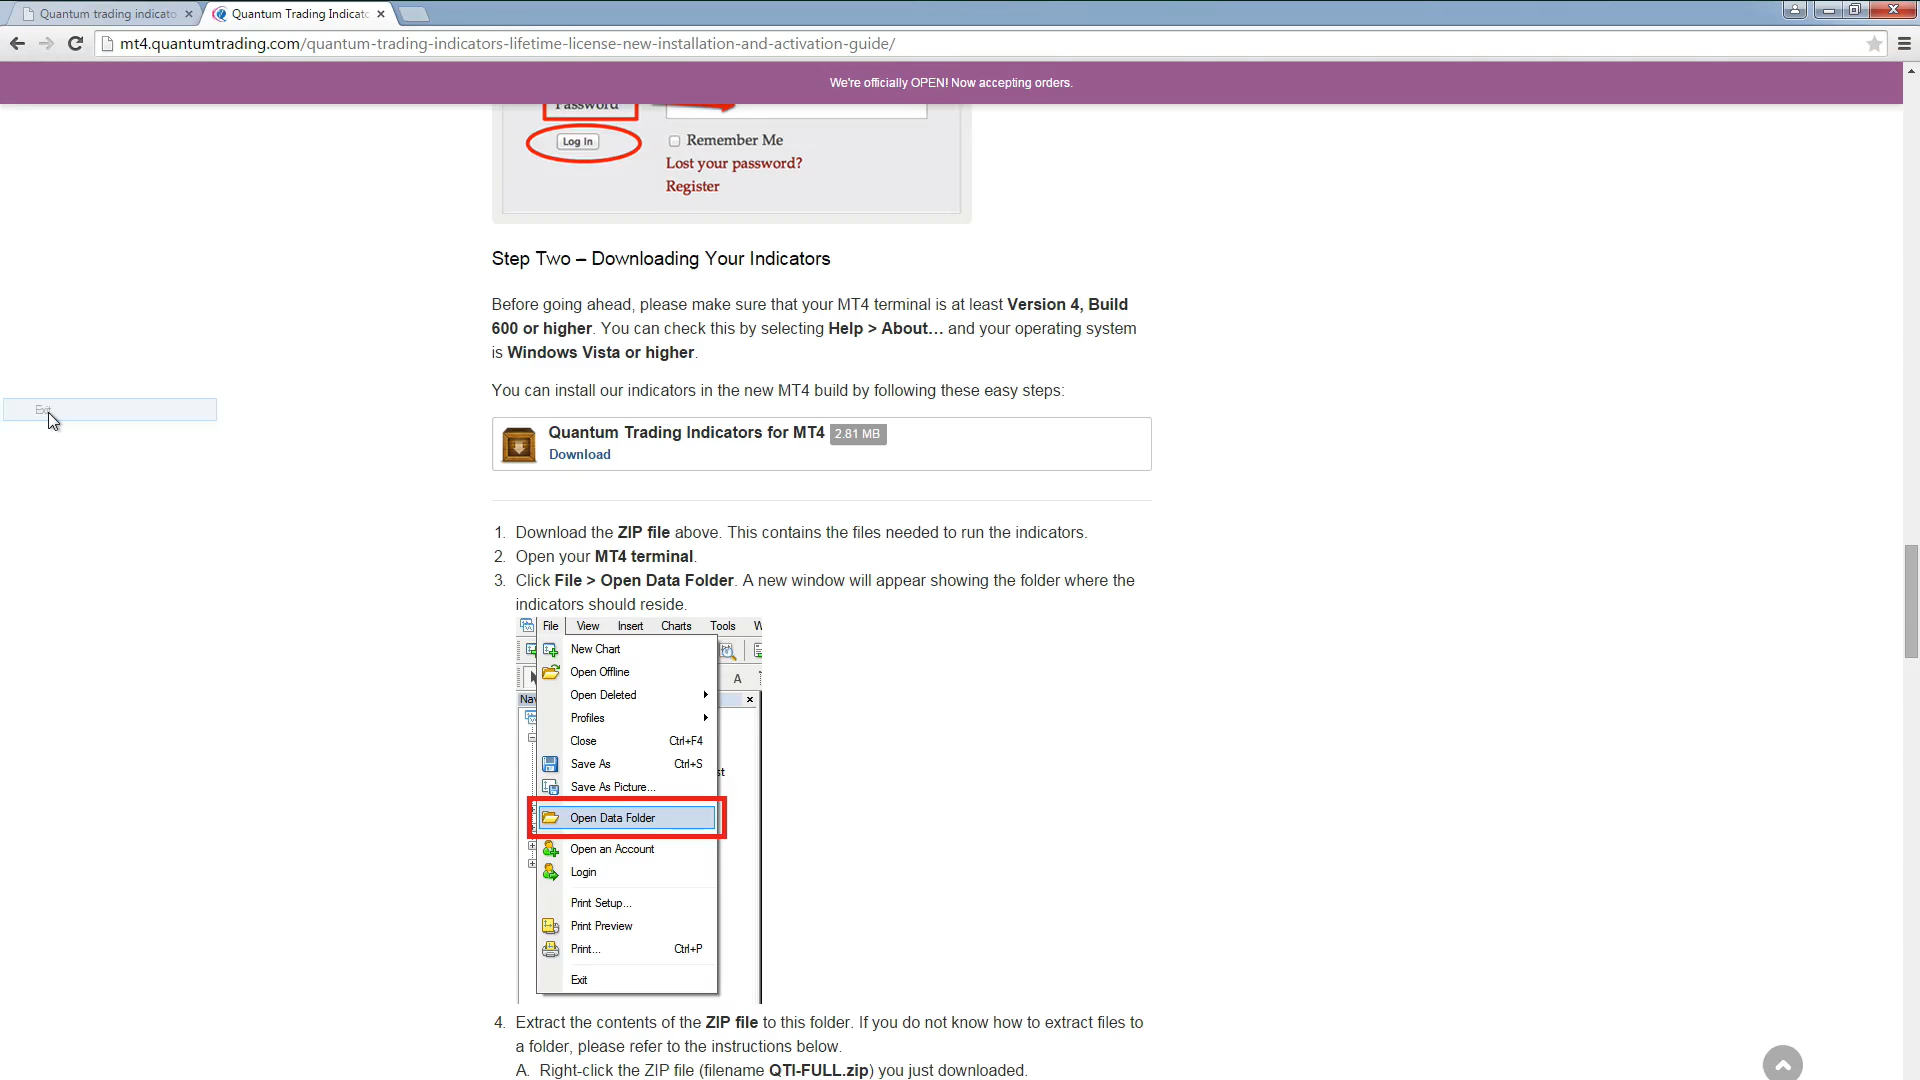 Quantum trading indicato
Quantum Trading Indicato
mt4.quantumtrading.com/quantum-trading-indicators-lifetime-license-new-installation-and-activation-guide/
We're officially OPEN! Now accepting orders.
Password
Log In
Remember Me
Lost your password?
Register
Step Two – Downloading Your Indicators
Before going ahead, please make sure that your MT4 terminal is at least Version 4, Build
600 or higher. You can check this by selecting Help > About… and your operating system
is Windows Vista or higher.
You can install our indicators in the new MT4 build by following these easy steps:
Exit
Quantum Trading Indicators for MT4 2.81 MB
Download
1. Download the ZIP file above. This contains the files needed to run the indicators.
2. Open your MT4 terminal.
3. Click File > Open Data Folder. A new window will appear showing the folder where the
indicators should reside.
File View Insert Charts Tools W
New Chart
Open Offline
A
Open Deleted
Nav
Profiles
Close Ctrl+F4
Save As Ctrl+S
st
Save As Picture...
Open Data Folder
Open an Account
Login
Print Setup...
Print Preview
Print... Ctrl+P
Exit
4. Extract the contents of the ZIP file to this folder. If you do not know how to extract files to
a folder, please refer to the instructions below.
A. Right-click the ZIP file (filename QTI-FULL.zip) you just downloaded.